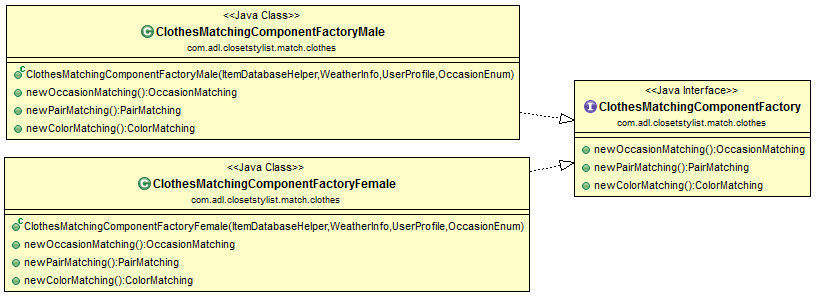 <<Java Class>>
C ClothesMatchingComponentFactoryMale
com.adl.closetstylist.match.clothes
C ClothesMatchingComponentFactoryMale(ItemDatabaseHelper,WeatherInfo,UserProfile,OccasionEnum)
newOccasionMatching():OccasionMatching
newPairMatching():PairMatching
newColorMatching():ColorMatching
<<Java Class>>
C ClothesMatchingComponentFactoryFemale
com.adl.closetstylist.match.clothes
C ClothesMatchingComponentFactoryFemale(ItemDatabaseHelper,WeatherInfo,UserProfile,OccasionEnum)
newOccasionMatching():OccasionMatching
newPairMatching():PairMatching
newColorMatching():ColorMatching
<<Java Interface>>
I ClothesMatchingComponentFactory
com.adl.closetstylist.match.clothes
newOccasionMatching():OccasionMatching
newPairMatching():PairMatching
newColorMatching():ColorMatching